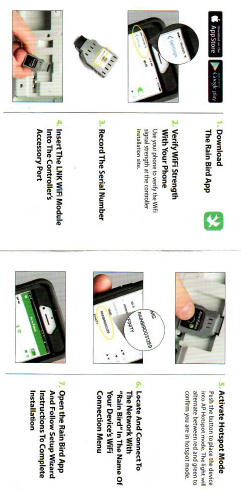 Download on the
App Store
Google play
1. Download
The Rain Bird App
2. Verify WiFi Strength
With Your Phone
Use your phone to verify the WiFi
signal strength at the controller
installation site.
3. Record The Serial Number
4. Insert The LNK WiFi Module
Into The Controller's
Accessory Port
5. Activate Hotspot Mode
Push the button to place the device
into AP Hotspot mode. The light will
alternate between red and green to
confirm you are in hotspot mode.
6. Locate And Connect To
The Network With
"Rain Bird" In The Name Of
Your Device's WiFi
Connection Menu
7. Open the Rain Bird App
And Follow Setup Wizard
Instructions To Complete
Installation